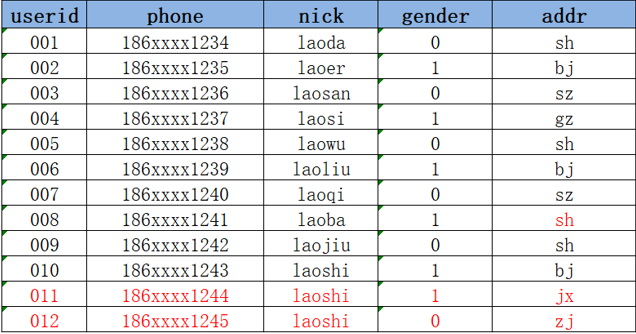 userid phone nick gender addr
001 186xxxx1234 laoda 0 sh
002 186xxxx1235 laoer 1 bj
003 186xxxx1236 laosan 0 sz
004 186xxxx1237 laosi 1 gz
005 186xxxx1238 laowu 0 sh
006 186xxxx1239 laoliu 1 bj
007 186xxxx1240 laoqi 0 sz
008 186xxxx1241 laoba 1 sh
009 186xxxx1242 laojiu 0 sh
010 186xxxx1243 laoshi 1 bj
011 186xxxx1244 laoshi 1 jx
012 186xxxx1245 laoshi 0 zj